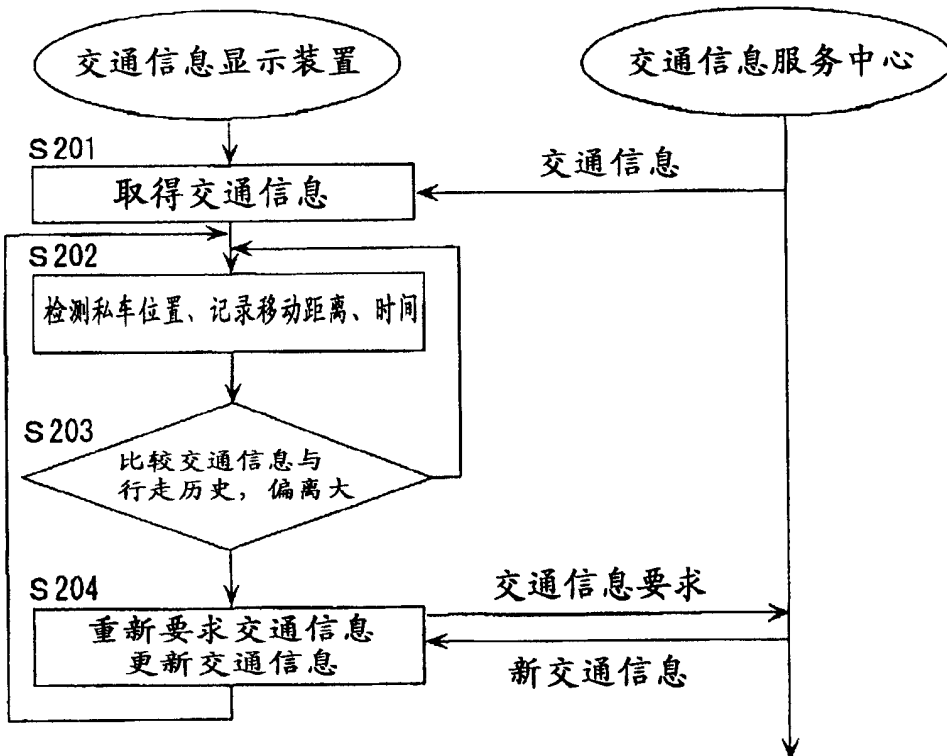 交通信息显示装置
交通信息服务中心
S201
交通信息
取得交通信息
S202
检测私车位置、记录移动距离、时间
S203
比较交通信息与
行走历史，偏离大
S204
交通信息要求
重新要求交通信息
更新交通信息
新交通信息